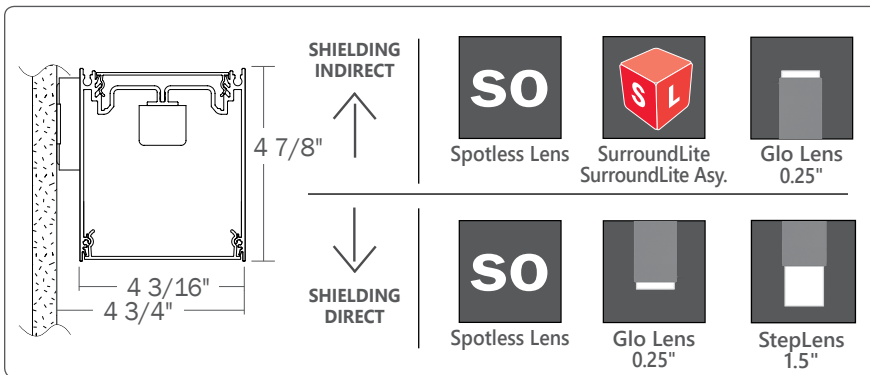 SHIELDING
INDIRECT
SO
S L
Spotless Lens
SurroundLite
SurroundLite Asy.
Glo Lens
0.25"
4 7/8"
4 3/16"
4 3/4"
SHIELDING
DIRECT
SO
Spotless Lens
Glo Lens
0.25"
StepLens
1.5"